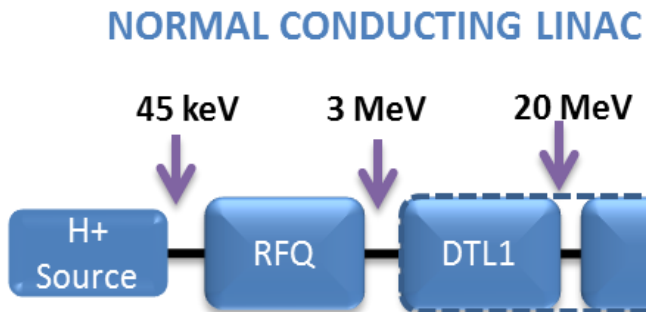 NORMAL CONDUCTING LINAC
45 keV
3 MeV
20 MeV
H+
Source
RFQ
DTL1